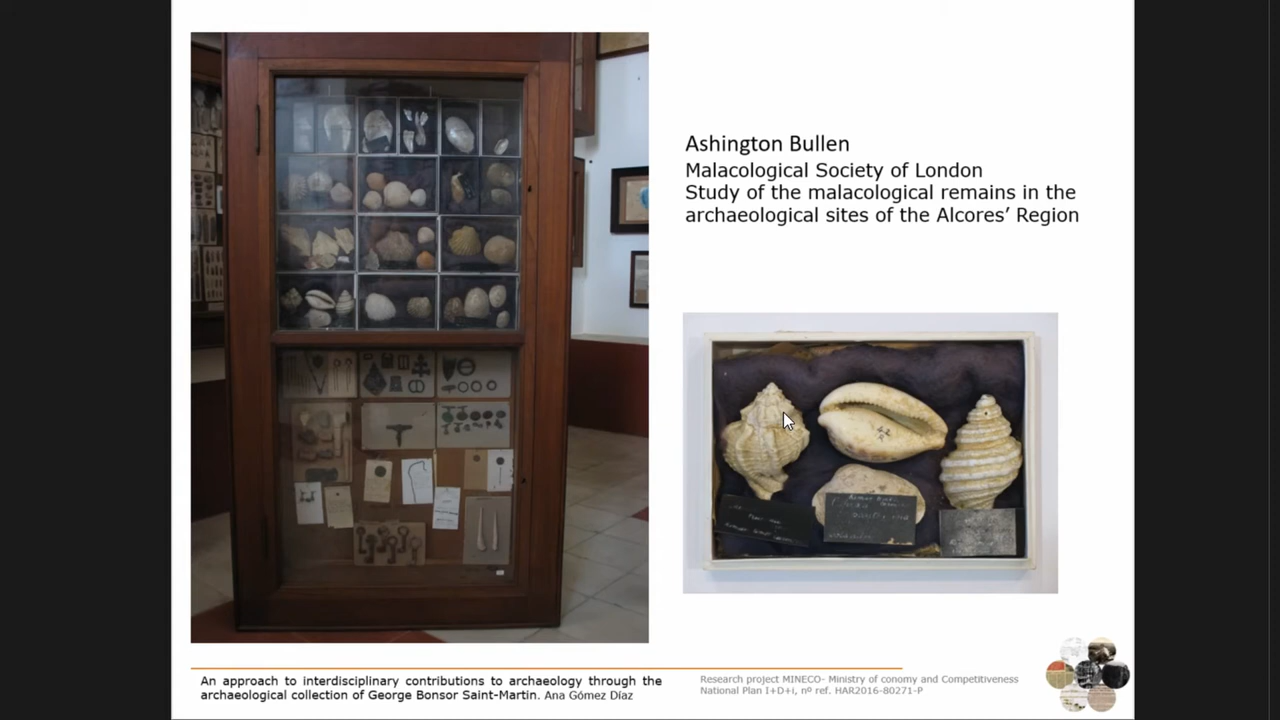 Ashington Bullen
Malacological Society of London
Study of the malacological remains in the
archaeological sites of the Alcores’ Region
An approach to interdisciplinary contributions to archaeology through the
archaeological collection of George Bonsor Saint-Martin. Ana Gómez Díaz
Research project MINECO- Ministry of conomy and Competitiveness
National Plan I+D+i, nº ref. HAR2016-80271-P